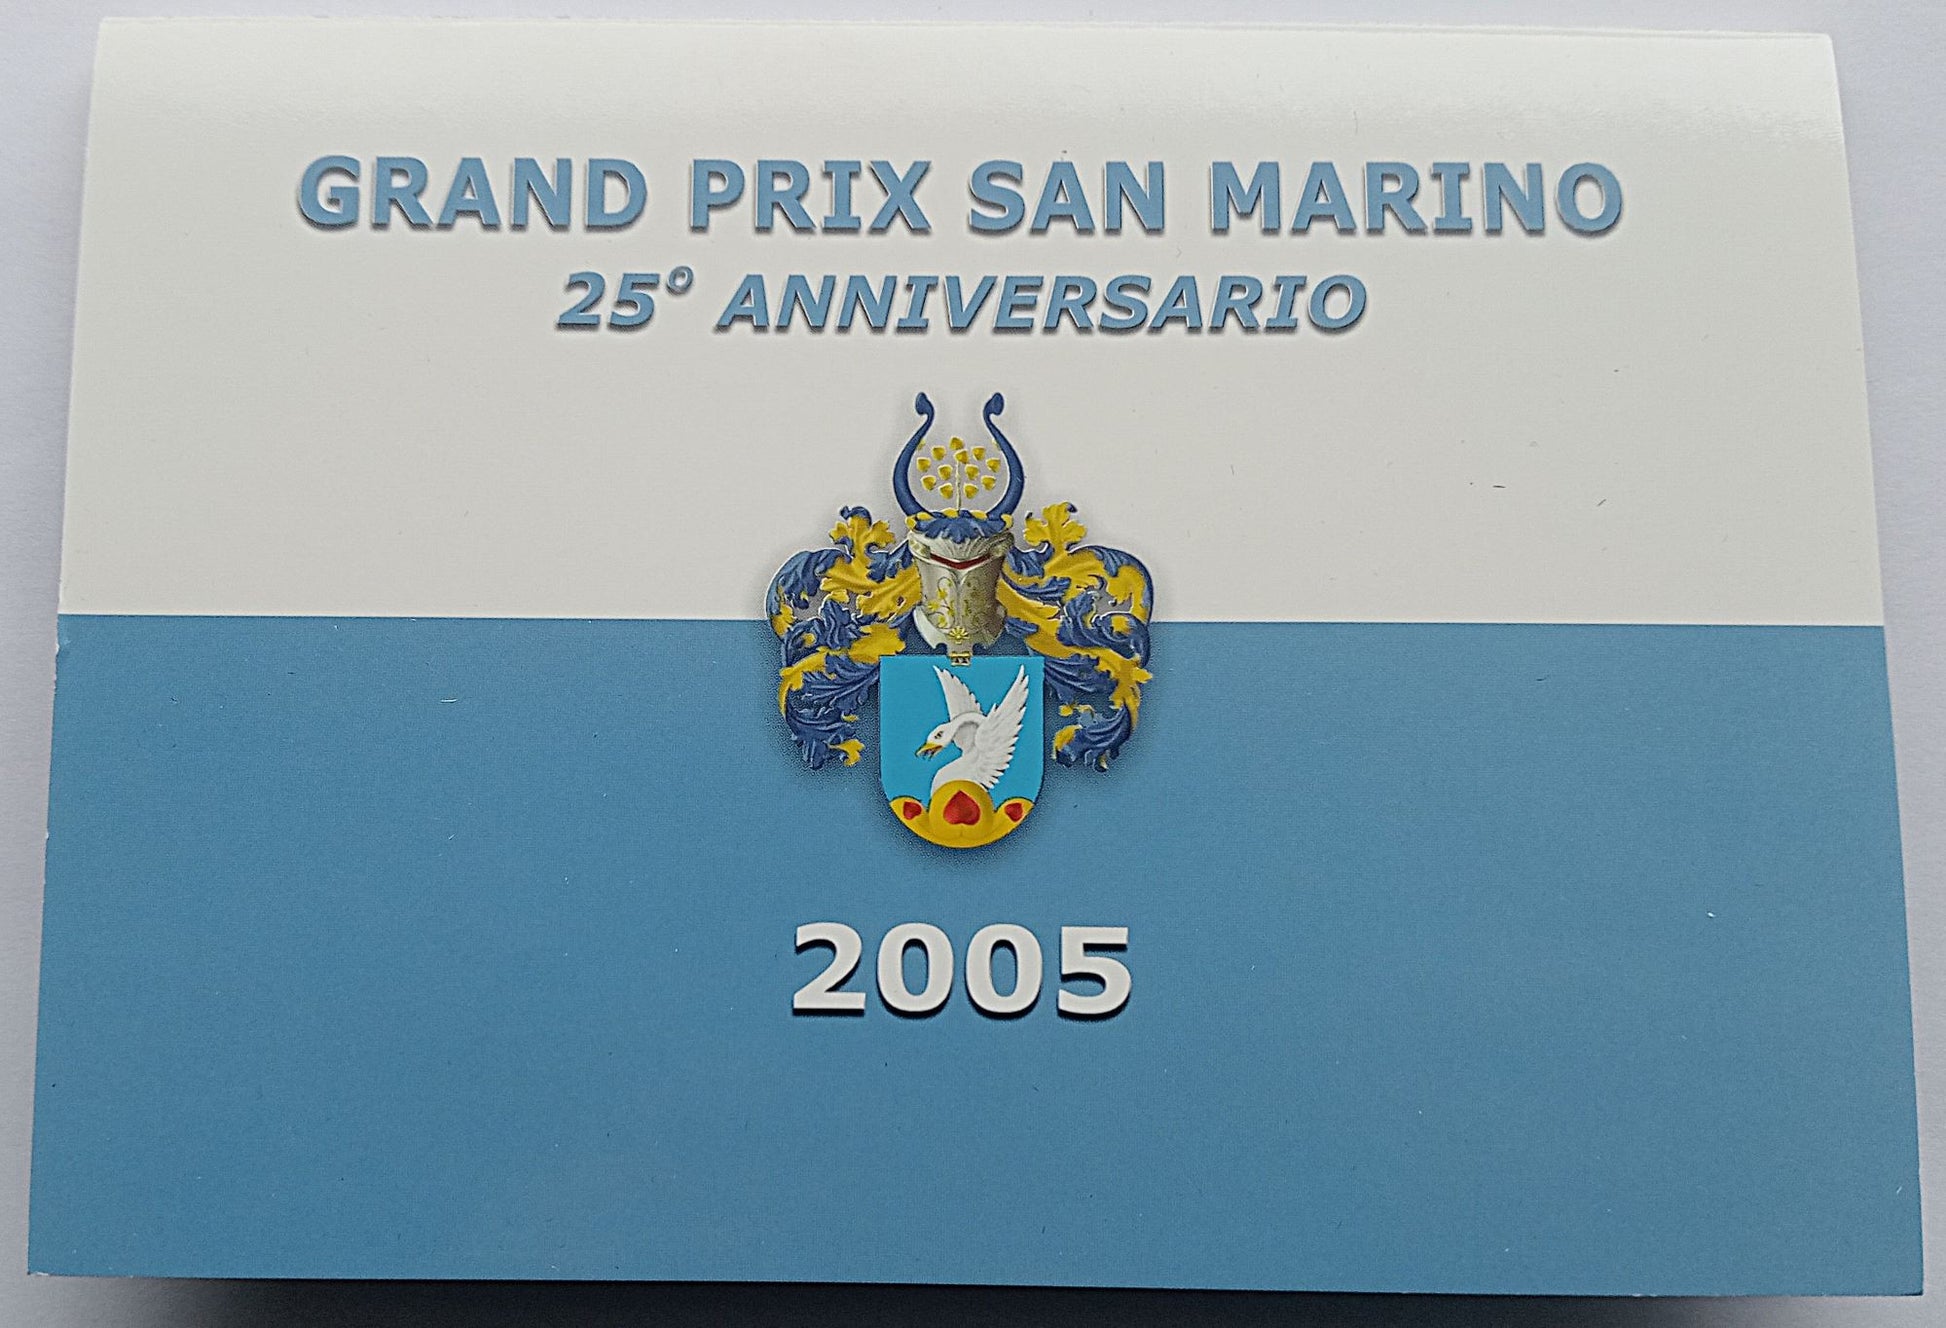 GRAND PRIX SAN MARINO
25° ANNIVERSARIO
2005